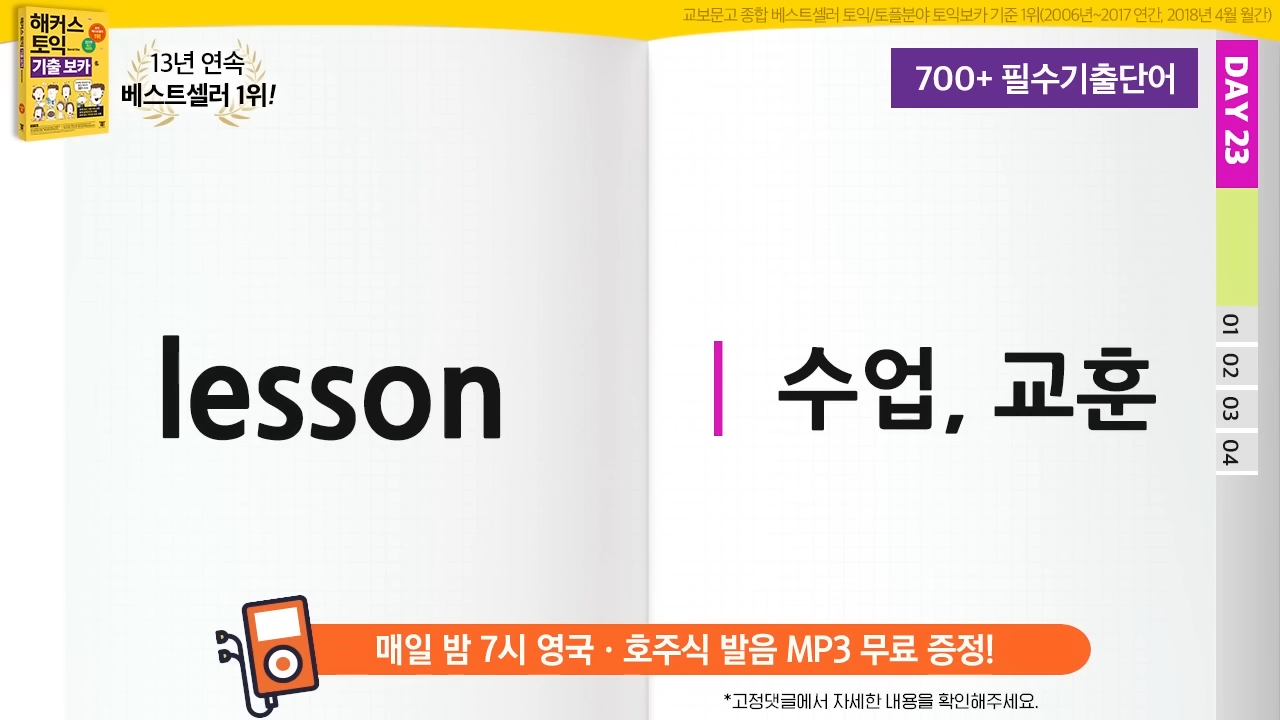 교보문고 종합 베스트셀러 토익/토플분야 토익보카 기준 1위(2006년~2017 연간, 2018년 4월 월간)
해커스
토익
기출 보카
13년 연속
베스트셀러 1위!
700+ 필수기출단어
DAY 23
01
02
03
04
lesson
수업, 교훈
매일 밤 7시 영국 · 호주식 발음 MP3 무료 증정!
*고정댓글에서 자세한 내용을 확인해주세요.